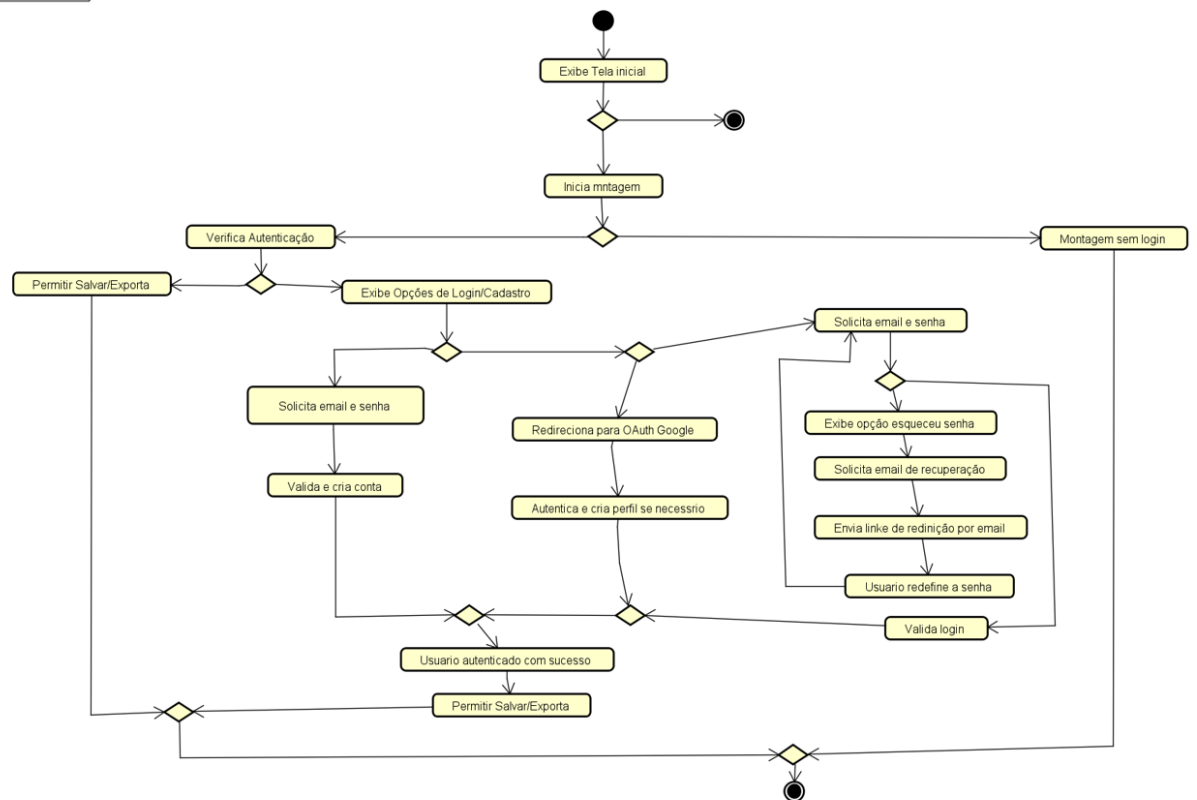 Exibe Tela inicial
Inicia mntagem
Verifica Autenticação
Montagem sem login
Permitir Salvar/Exporta
Exibe Opções de Login/Cadastro
Solicita email e senha
Solicita email e senha
Exibe opção esqueceu senha
Redireciona para OAuth Google
Solicita email de recuperação
Valida e cria conta
Autentica e cria perfil se necessrio
Envia linke de redinição por email
Usuario redefine a senha
Valida login
Usuario autenticado com sucesso
Permitir Salvar/Exporta